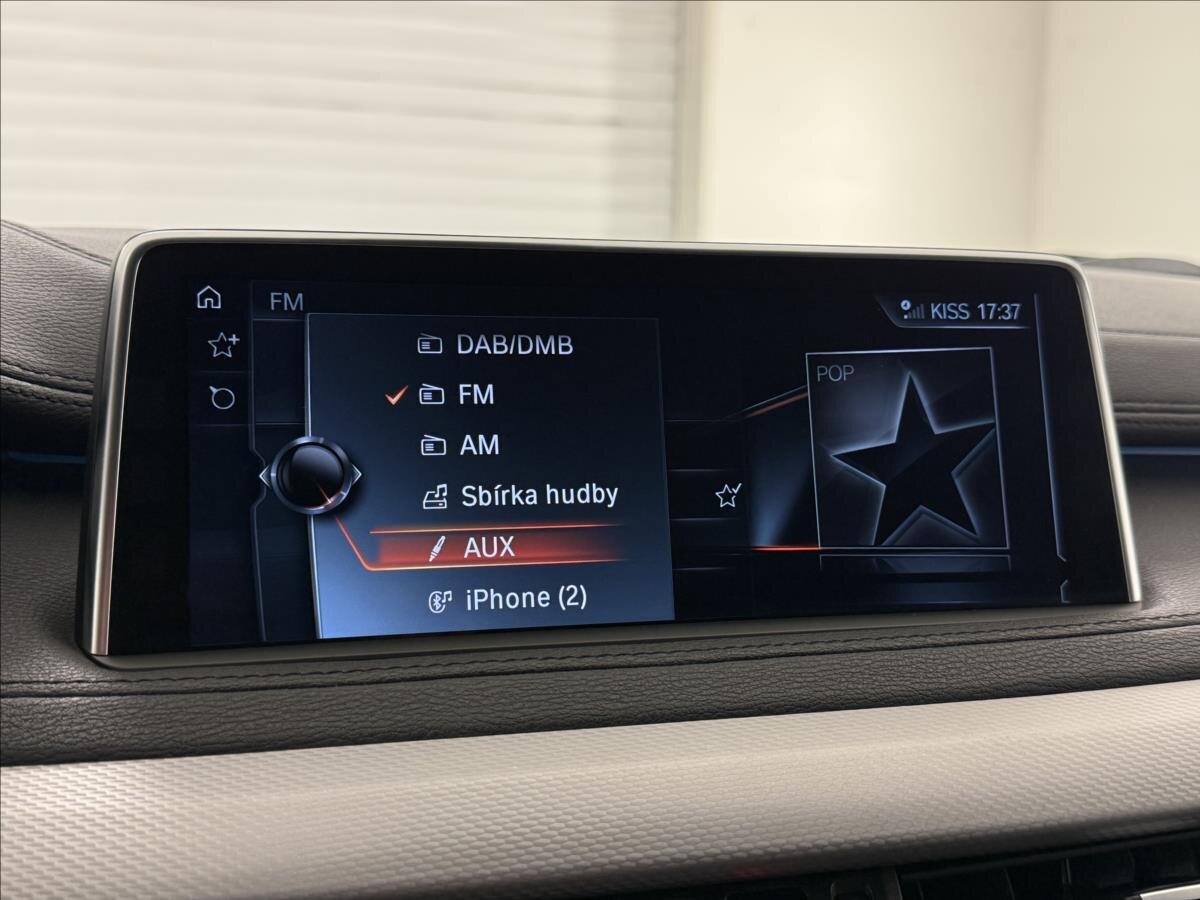 FM
KISS 17:37
DAB/DMB
FM
AM
Sbírka hudby
AUX
iPhone (2)
POP